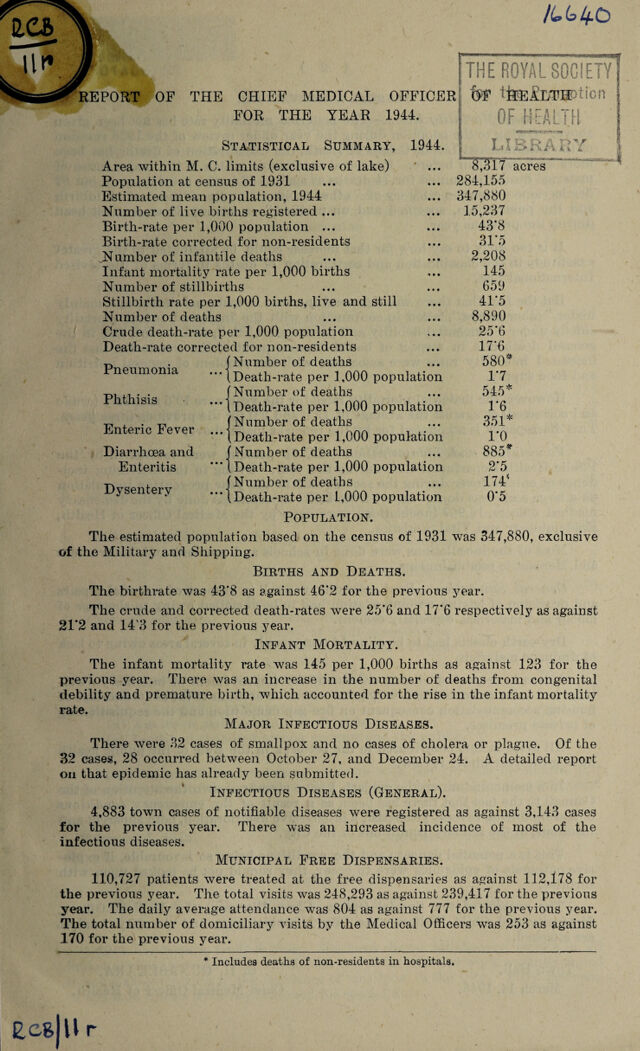 16640
RCB
11r
THE ROYAL SOCIETY
for the Promotion
OF HEALTH
LIBRARY
REPORT OF THE CHIEF MEDICAL OFFICER OF HEALTH
FOR THE YEAR 1944.
STATISTICAL SUMMARY, 1944.
Area within M. C. limits (exclusive of lake) ... 8,317 acres
Population at census of 1931 ... ... 284,155
Estimated mean population, 1944 ... 347,880
Number of live births registered ... ... 15,237
Birth-rate per 1,000 population ... ... 43·8
Birth-rate corrected for non-residents ... 31·5
Number of infantile deaths ... ... 2,208
Infant mortality rate per 1,000 births ... 145
Number of stillbirths ... ... 659
Stillbirth rate per 1,000 births, live and still ... 41·5
Number of deaths ... ... 8,890
Crude death-rate per 1,000 population ... 25·6
Death-rate corrected for non-residents ... 17·6
Pneumonia ... { Number of deaths ... 580*
{ Death-rate per 1,000 population 1·7
Phthisis ... { Number of deaths ... 545*
{ Death-rate per 1,000 population 1·6
Enteric Fever ... { Number of deaths ... 351*
{ Death-rate per 1,000 population 1·0
Diarrhœa and { Number of deaths ... 885*
Enteritis ... { Death-rate per 1,000 population 2·5
Dysentery ... { Number of deaths ... 174*
{ Death-rate per 1,000 population 0·5
POPULATION.
The estimated population based on the census of 1931 was 347,880, exclusive
of the Military and Shipping.
BIRTHS AND DEATHS.
The birthrate was 43·8 as against 46·2 for the previous year.
The crude and corrected death-rates were 25·6 and 17·6 respectively as against
21·2 and 14·3 for the previous year.
INFANT MORTALITY.
The infant mortality rate was 145 per 1,000 births as against 123 for the
previous year. There was an increase in the number of deaths from congenital
debility and premature birth, which accounted for the rise in the infant mortality
rate.
MAJOR INFECTIOUS DISEASES.
There were 32 cases of smallpox and no cases of cholera or plague. Of the
32 cases, 28 occurred between October 27, and December 24. A detailed report
on that epidemic has already been submitted.
INFECTIOUS DISEASES (GENERAL).
4,883 town cases of notifiable diseases were registered as against 3,143 cases
for the previous year. There was an increased incidence of most of the
infectious diseases.
MUNICIPAL FREE DISPENSARIES.
110,727 patients were treated at the free dispensaries as against 112,178 for
the previous year. The total visits was 248,293 as against 239,417 for the previous
year. The daily average attendance was 804 as against 777 for the previous year.
The total number of domiciliary visits by the Medical Officers was 253 as against
170 for the previous year.
* Includes deaths of non-residents in hospitals.
RCB/11 r